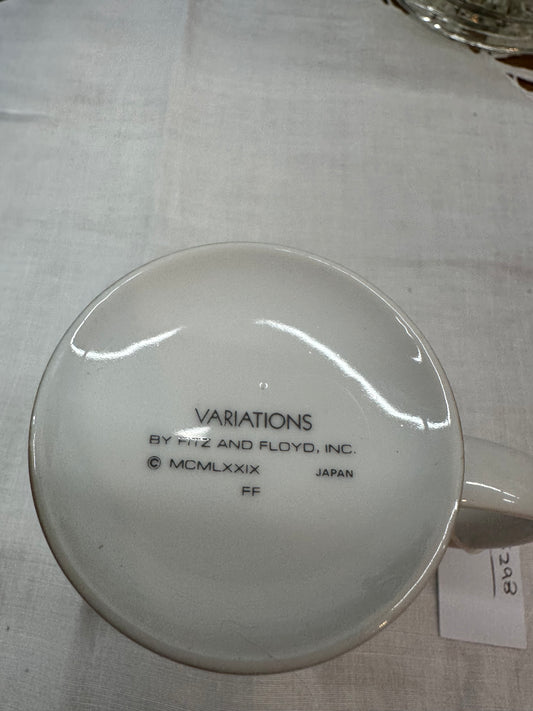 VARIATIONS
BY FITZ AND FLOYD, INC.
© MCMLXXIX JAPAN
FF